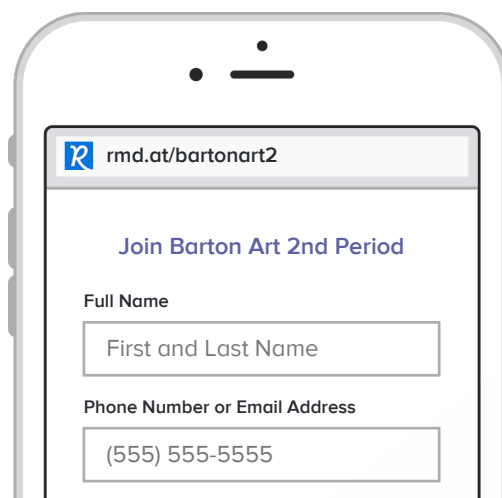 rmd.at/bartonart2
Join Barton Art 2nd Period
Full Name
First and Last Name
Phone Number or Email Address
(555) 555-5555